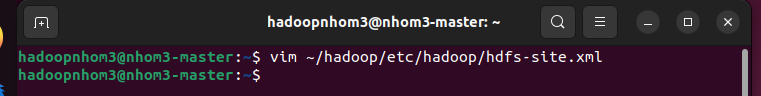 hadoopnhom3@nhom3-master: ~
hadoopnhom3@nhom3-master:~$ vim ~/hadoop/etc/hadoop/hdfs-site.xml
hadoopnhom3@nhom3-master:~$